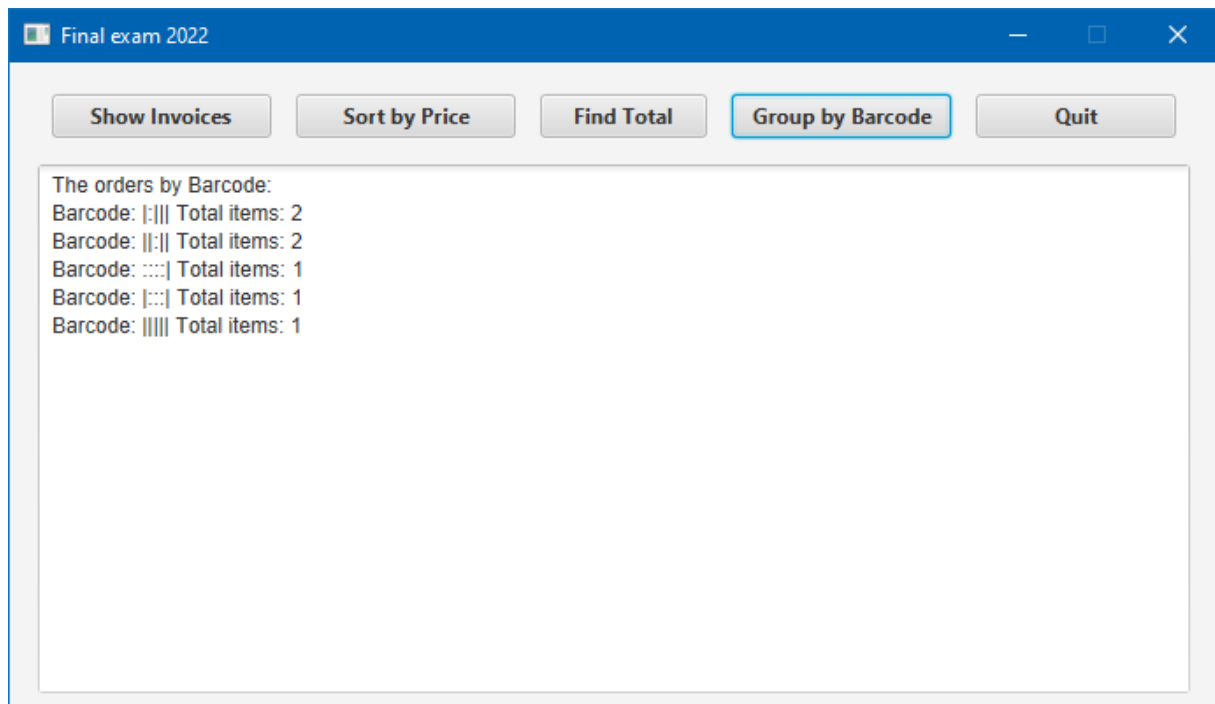 Final exam 2022
Show Invoices Sort by Price Find Total Group by Barcode Quit
The orders by Barcode:
Barcode: |:||| Total items: 2
Barcode: ||:|| Total items: 2
Barcode: ::::| Total items: 1
Barcode: |:::| Total items: 1
Barcode: ||||| Total items: 1